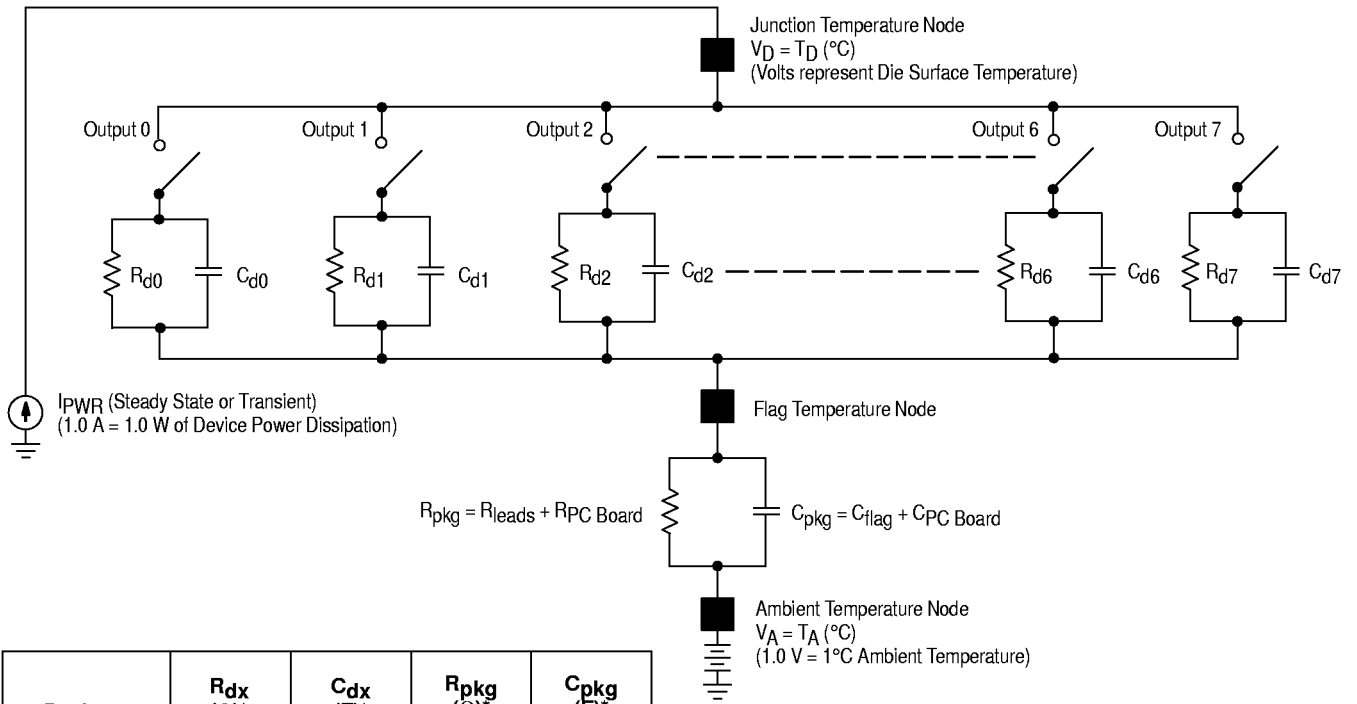 Junction Temperature Node
VD = TD (°C)
(Volts represent Die Surface Temperature)
Output 0
Output 1
Output 2
Output 6
Output 7
Rd0
Cd0
Rd1
Cd1
Rd2
Cd2
Rd6
Cd6
Rd7
Cd7
IPWR (Steady State or Transient)
(1.0 A = 1.0 W of Device Power Dissipation)
Flag Temperature Node
Rpkg = Rleads + RPC Board
Cpkg = Cflag + CPC Board
Ambient Temperature Node
VA = TA (°C)
(1.0 V = 1°C Ambient Temperature)
Rdx
Cdx
Rpkg
Cpkg